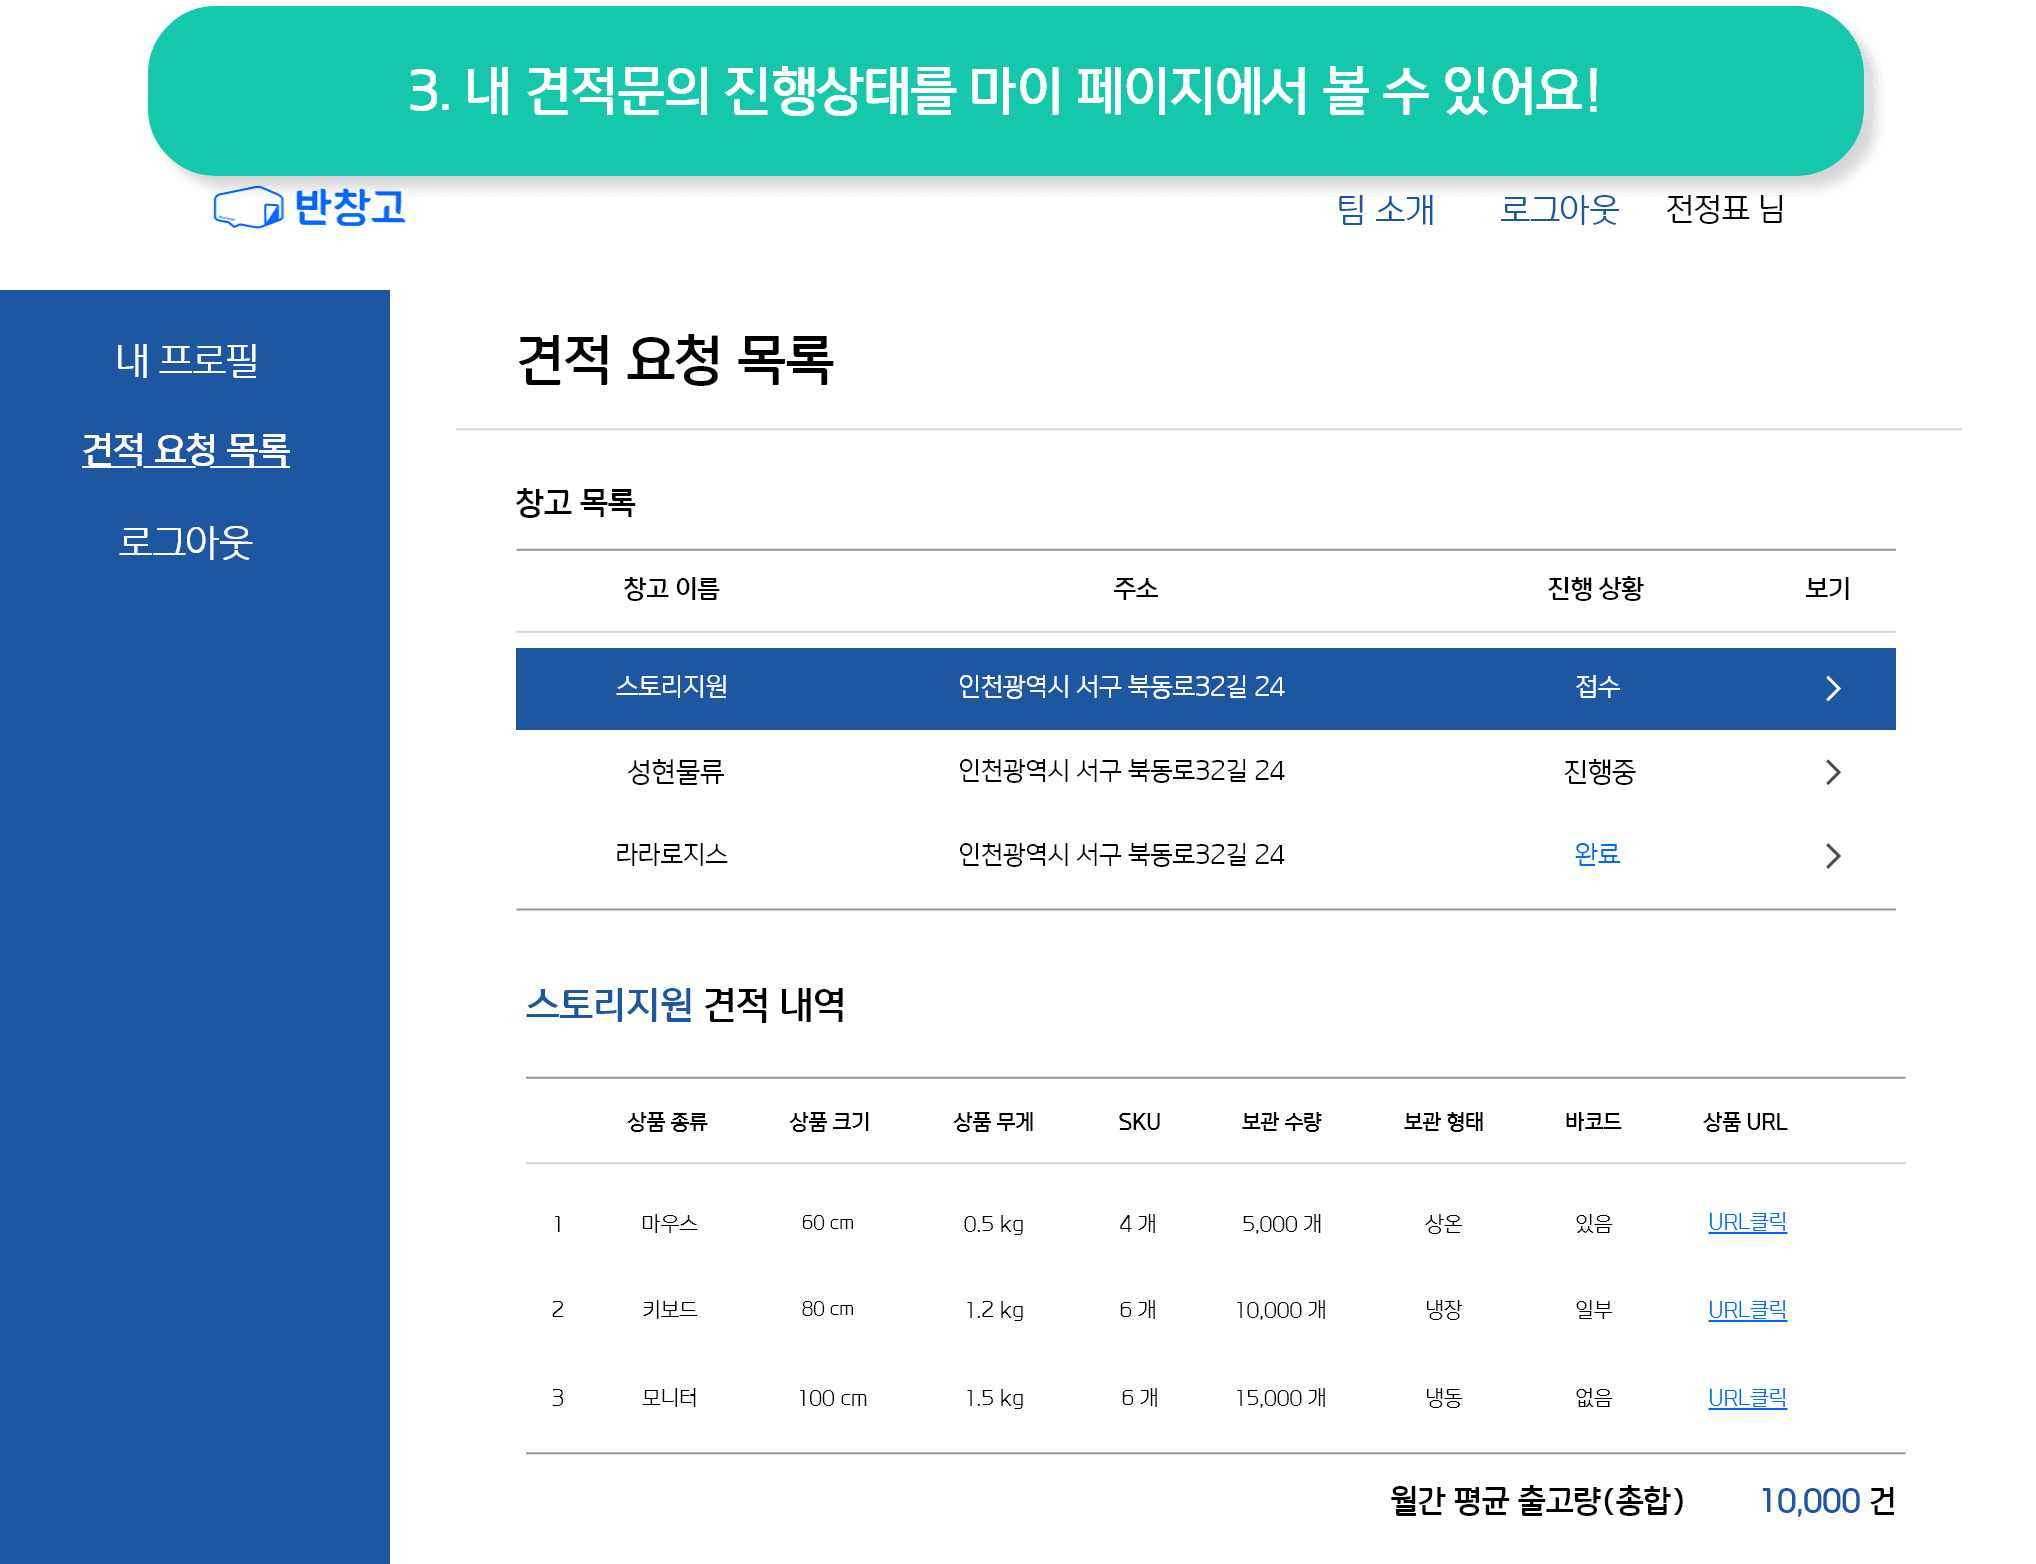 3. 내 견적문의 진행상태를 마이 페이지에서 볼 수 있어요!
반창고
팀 소개 로그아웃 전정표 님
내 프로필
견적 요청 목록
로그아웃
견적 요청 목록
창고 목록
창고 이름 주소 진행 상황 보기
스토리지원 인천광역시 서구 북동로32길 24 접수
성현물류 인천광역시 서구 북동로32길 24 진행중
라라로지스 인천광역시 서구 북동로32길 24 완료
스토리지원 견적 내역
상품 종류 상품 크기 상품 무게 SKU 보관 수량 보관 형태 바코드 상품 URL
1 마우스 60 cm 0.5 kg 4 개 5,000 개 상온 있음 URL클릭
2 키보드 80 cm 1.2 kg 6 개 10,000 개 냉장 일부 URL클릭
3 모니터 100 cm 1.5 kg 6 개 15,000 개 냉동 없음 URL클릭
월간 평균 출고량(총합) 10,000 건